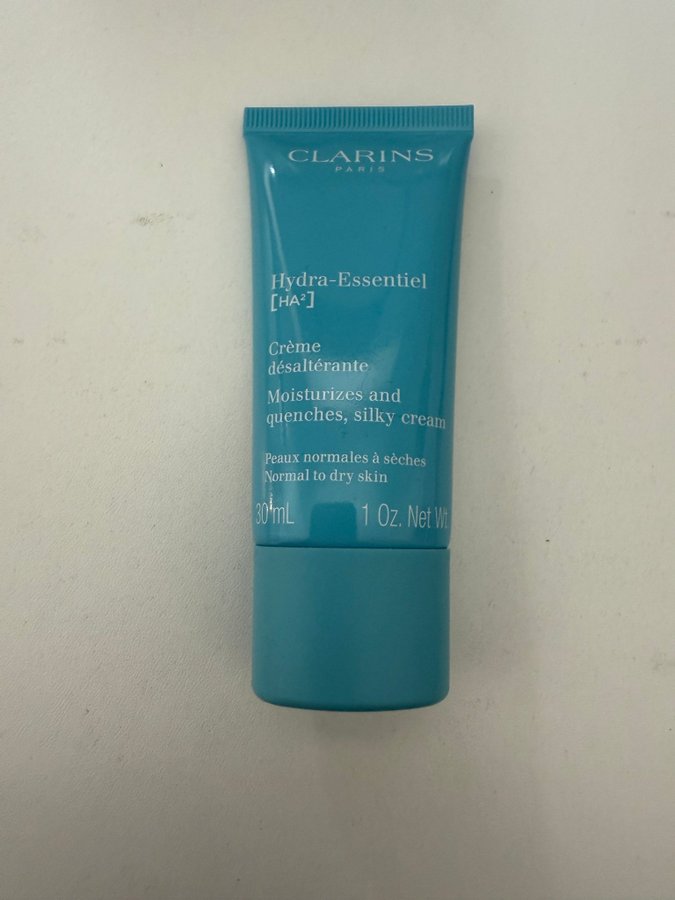 CLARINS
PARIS
Hydra-Essentiel
[HA²]
Crème
désaltérante
Moisturizes and
quenches, silky cream
Peaux normales à sèches
Normal to dry skin
30 mL 1 Oz. Net Wt.